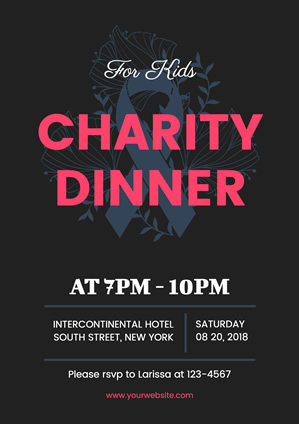 For Kids
CHARITY
DINNER
AT 7PM - 10PM
INTERCONTINENTAL HOTEL
SOUTH STREET, NEW YORK
SATURDAY
08 20, 2018
Please rsvp to Larissa at 123-4567
www.yourwebsite.com